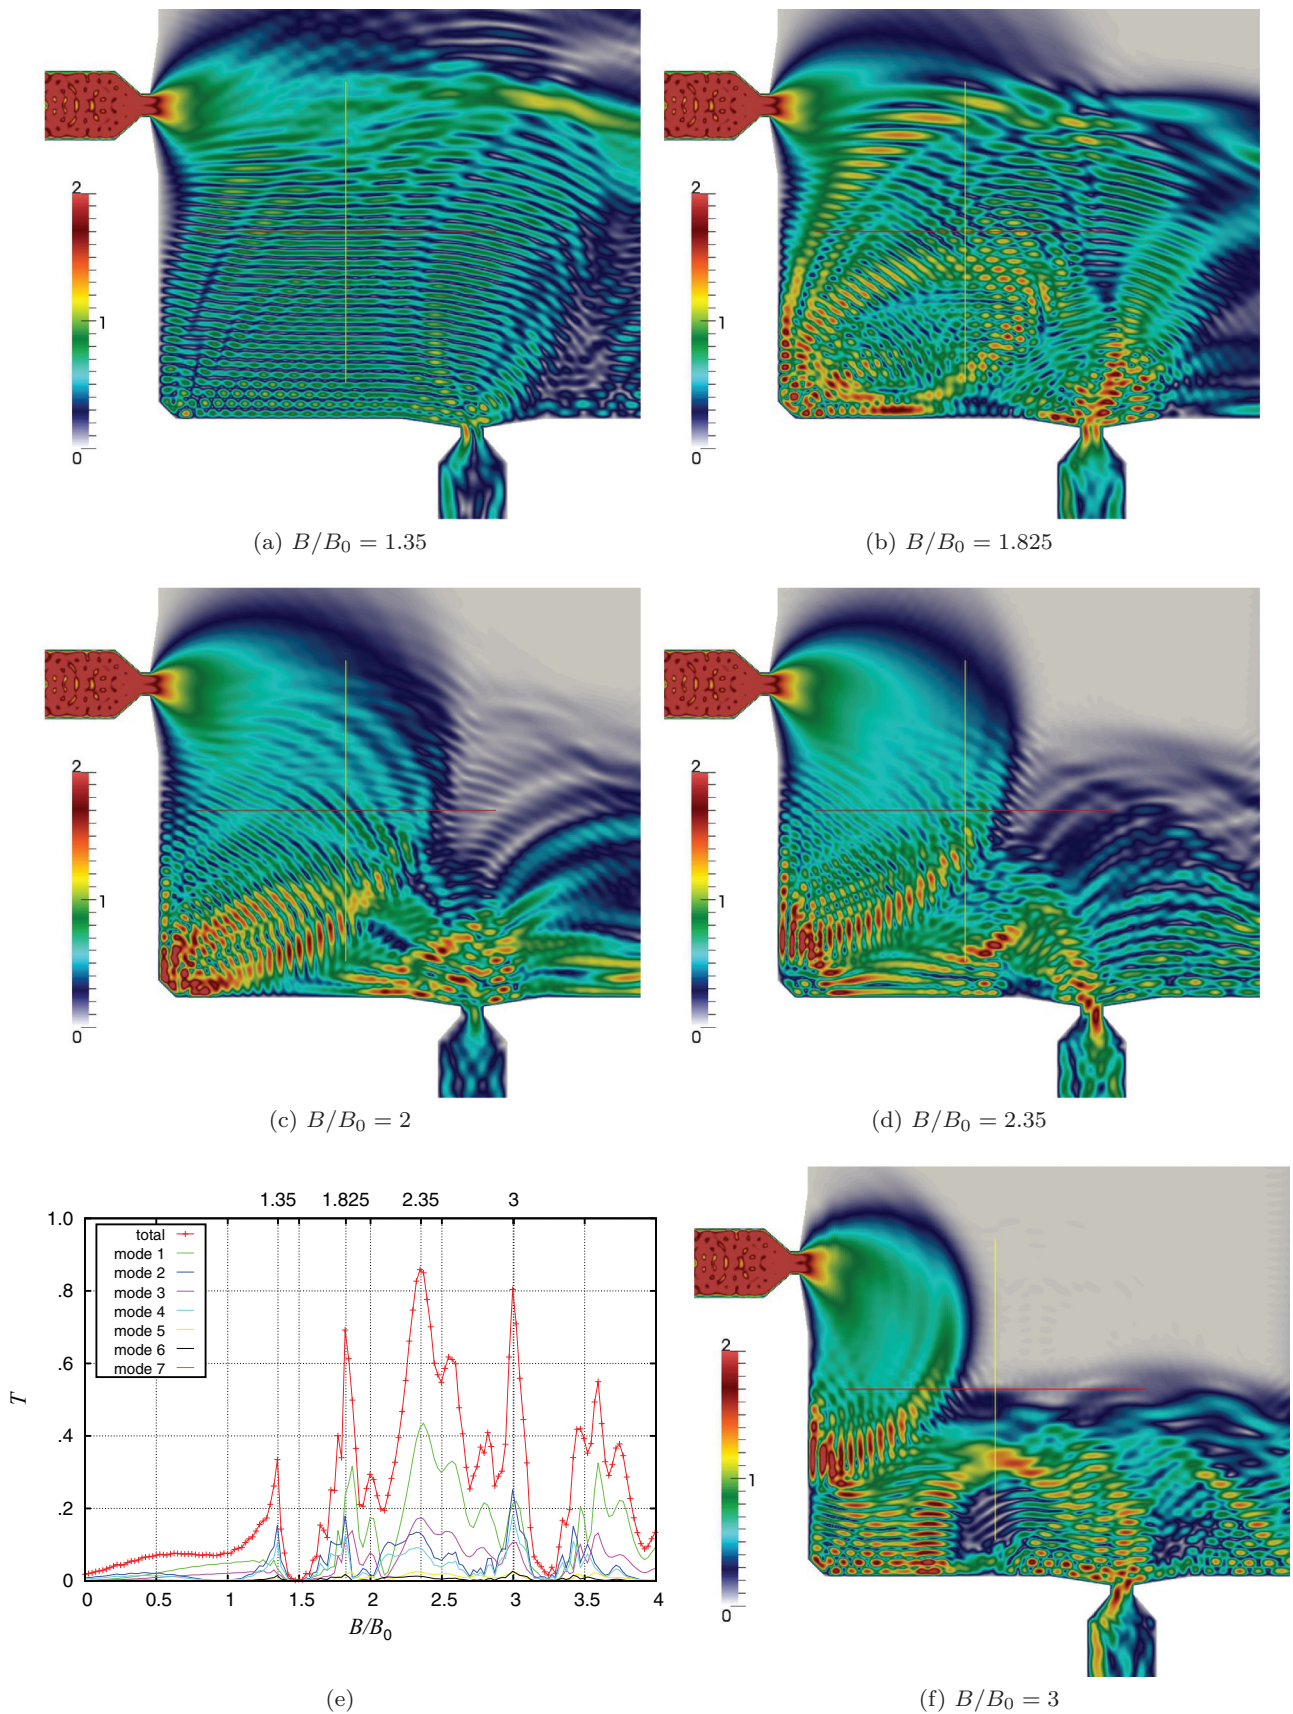 2
1
0
2
1
0
(a) B/B0 = 1.35
(b) B/B0 = 1.825
2
1
0
2
1
0
(c) B/B0 = 2
(d) B/B0 = 2.35
1.35 1.825 2.35 3
1.0
.8
.6
.4
.2
0
T
total
mode 1
mode 2
mode 3
mode 4
mode 5
mode 6
mode 7
0 0.5 1 1.5 2 2.5 3 3.5 4
B/B0
2
1
0
(e)
(f) B/B0 = 3